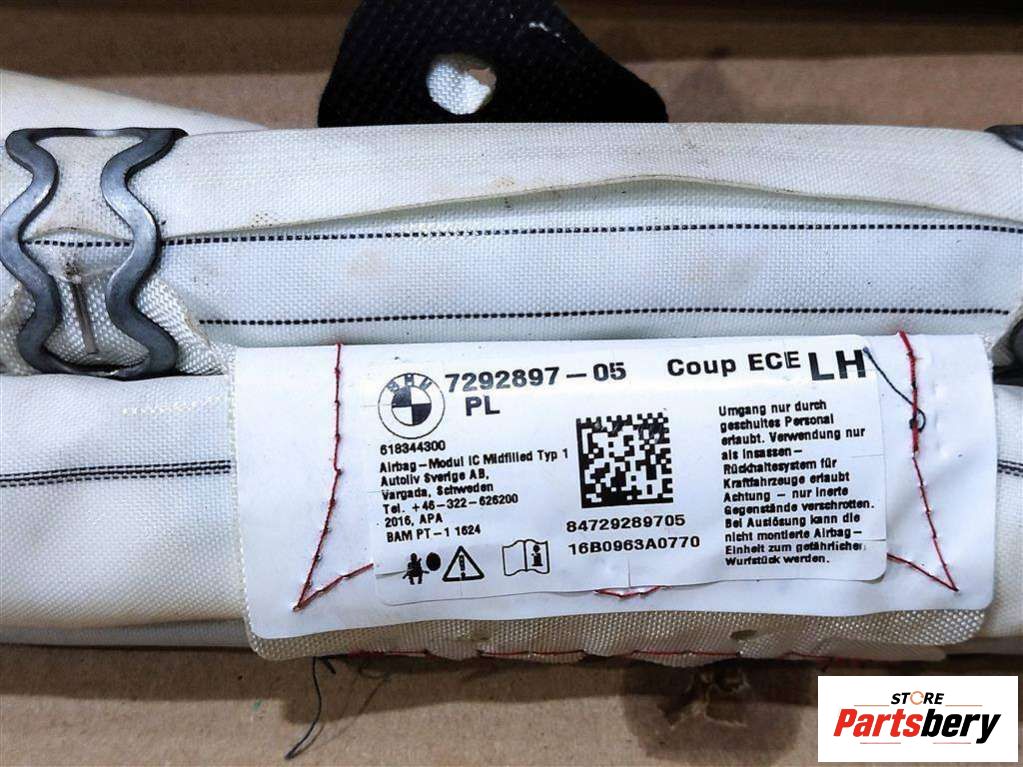 BMW
7292897-05
PL
Coup ECE LH
618344300
Airbag-Modul IC Midfilled Typ 1
Autoliv Sverige AB,
Vargada, Schweden
Tel. +46-322-626200
2016, APA
BAM PT-1 1624
84729289705
16B0963A0770
Umgang nur durch
geschultes Personal
erlaubt. Verwendung nur
als Insassen-
Rückhaltesystem für
Kraftfahrzeuge erlaubt
Achtung - nur inerte
Gegenstände verschrotten.
Bei Auslösung kann die
nicht montierte Airbag-
Einheit zum gefährlichen
Wurfstück werden.
STORE
Partsbery